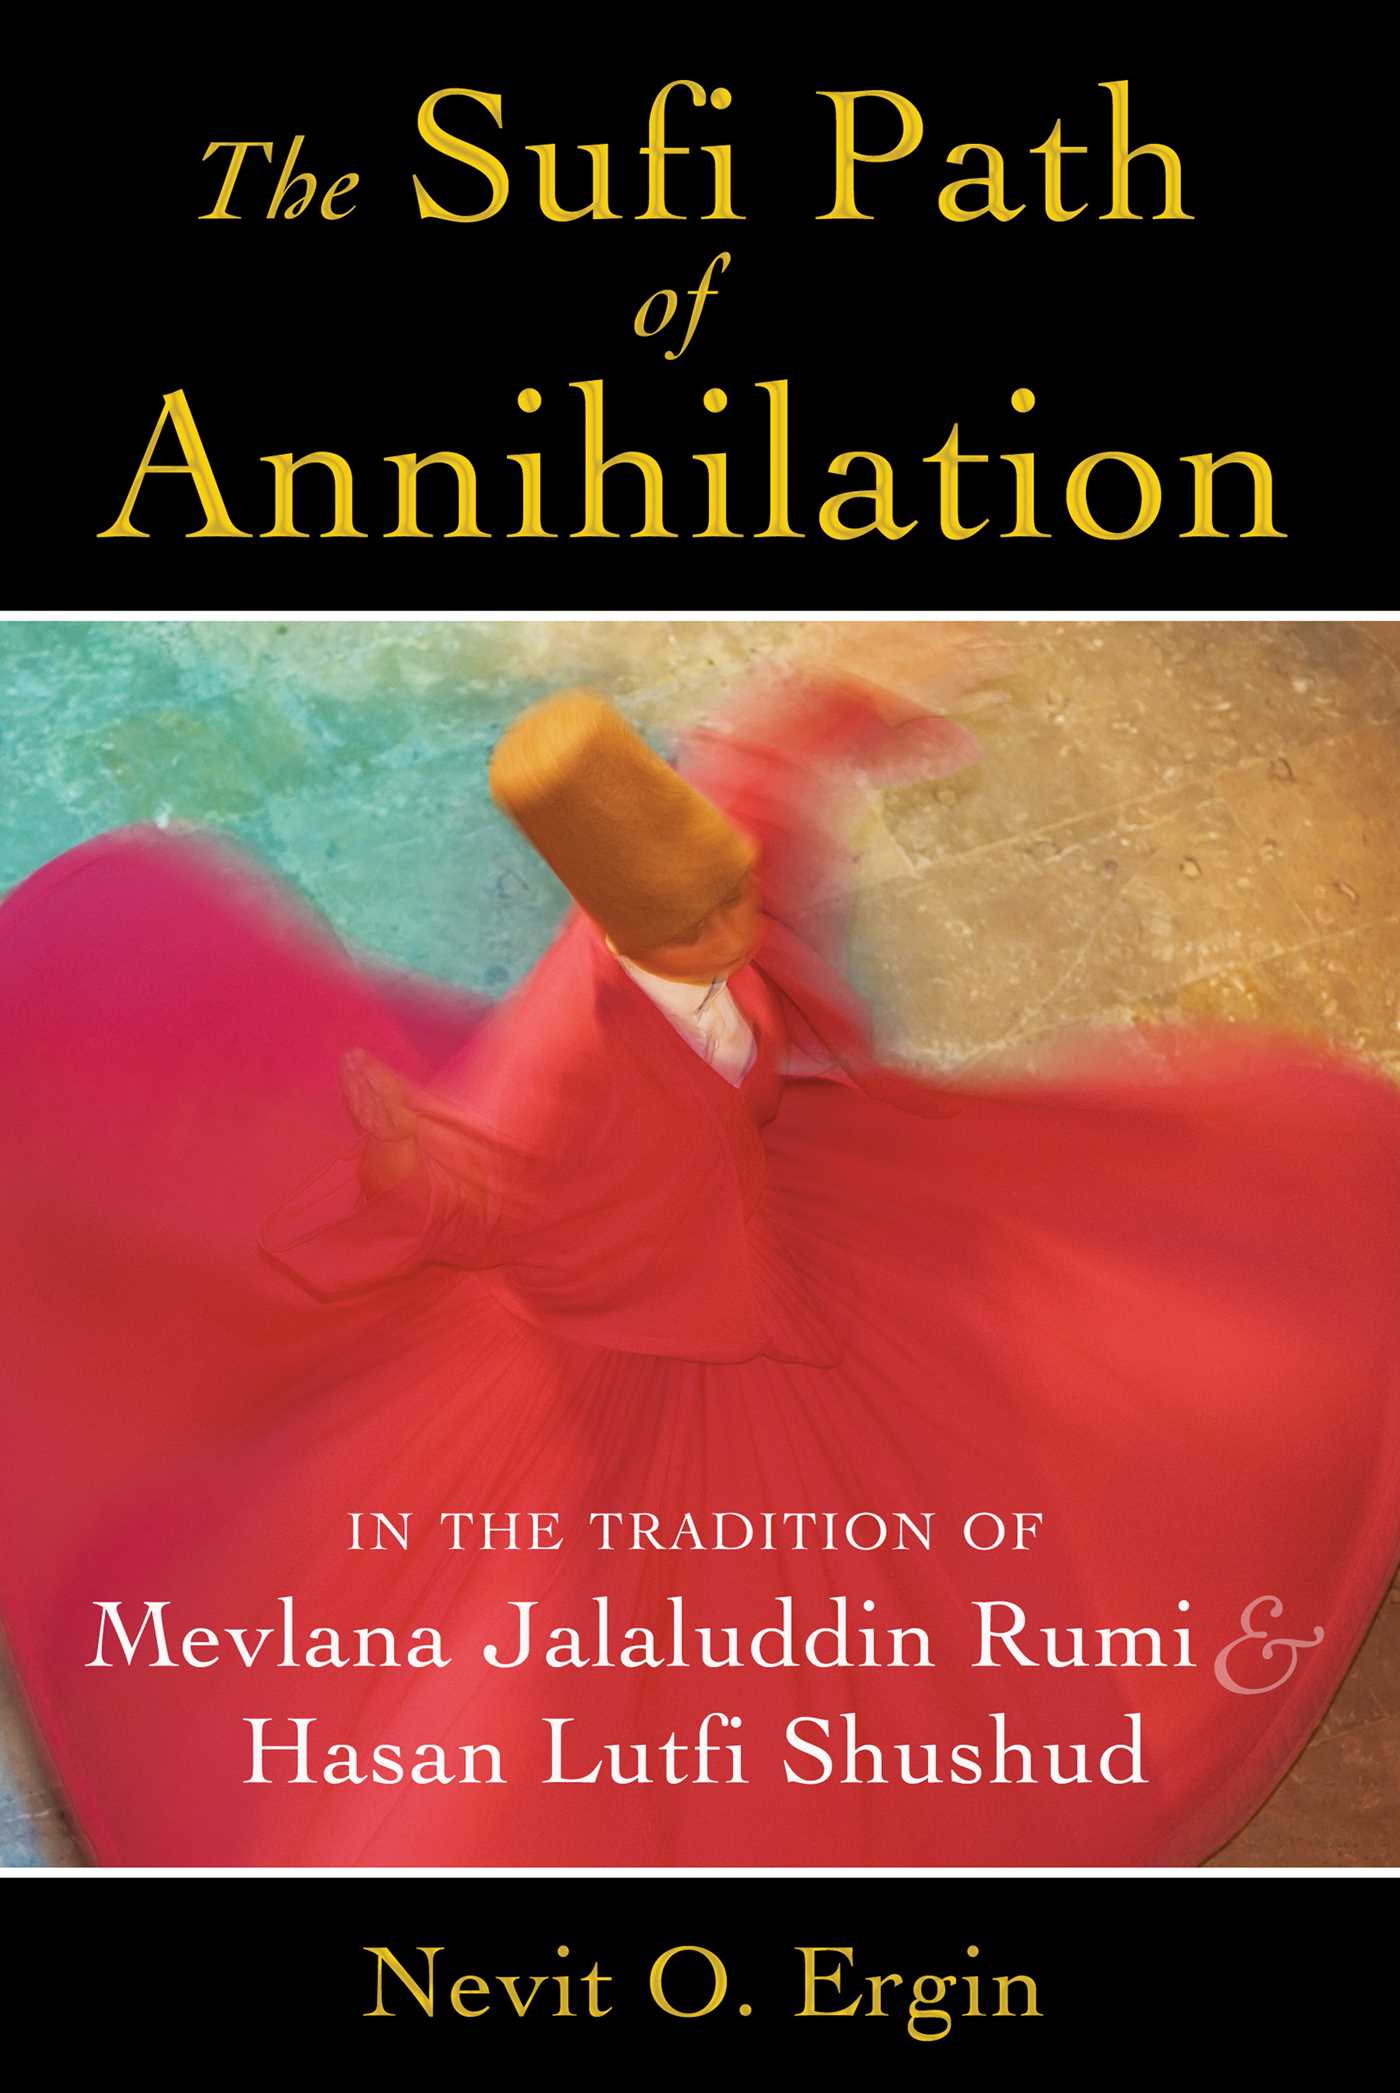 The Sufi Path
of
Annihilation
IN THE TRADITION OF
Mevlana Jalaluddin Rumi &
Hasan Lutfi Shushud
Nevit O. Ergin